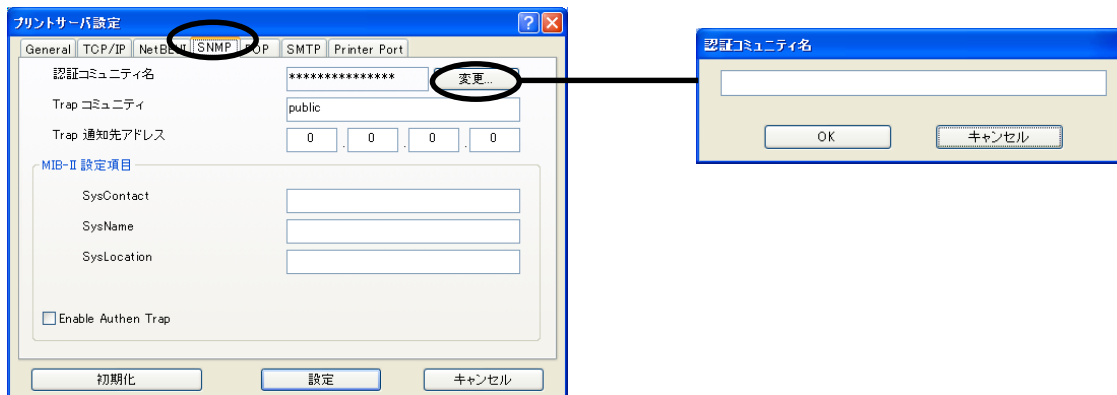 プリントサーバ設定
General TCP/IP NetBEUI SNMP POP SMTP Printer Port
認証コミュニティ名 *************** 変更...
Trap コミュニティ public
Trap 通知先アドレス 0 . 0 . 0 . 0
MIB-II 設定項目
SysContact
SysName
SysLocation
Enable Authen Trap
初期化 設定 キャンセル
認証コミュニティ名
OK キャンセル